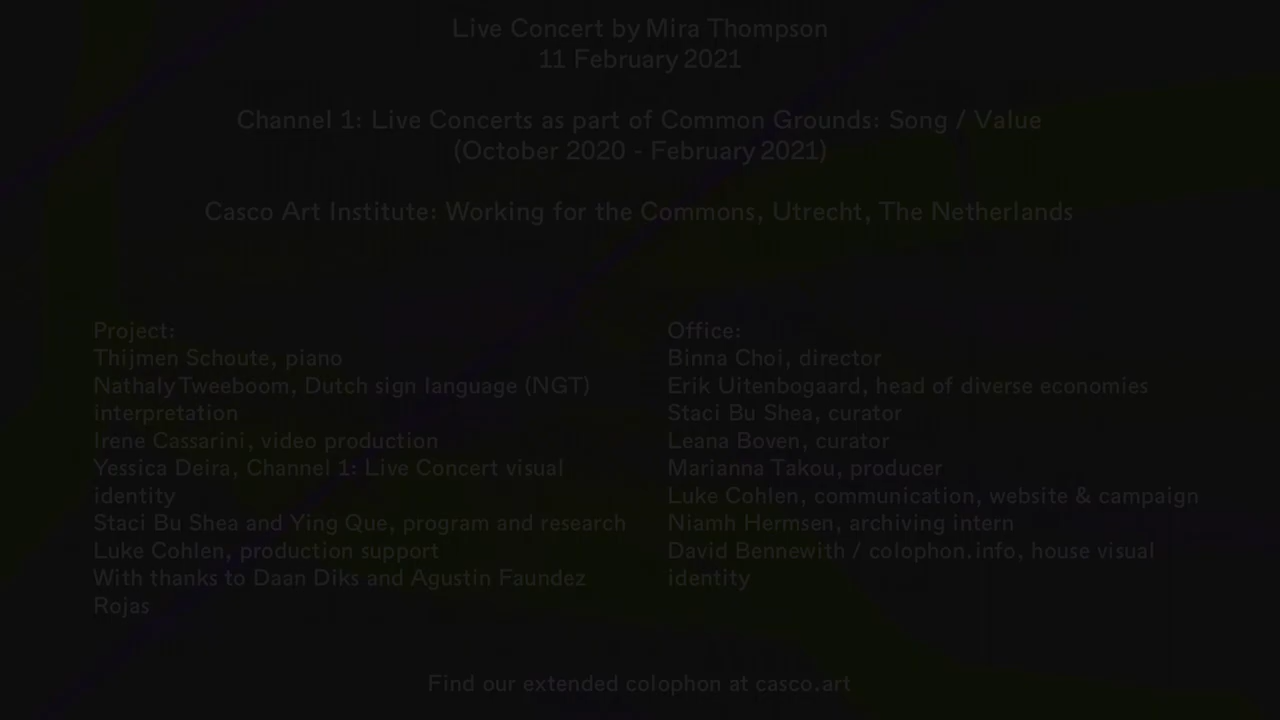 Live Concert by Mira Thompson
11 February 2021
Channel 1: Live Concerts as part of Common Grounds: Song / Value
(October 2020 - February 2021)
Casco Art Institute: Working for the Commons, Utrecht, The Netherlands
Project:
Thijmen Schoute, piano
Nathaly Tweeboom, Dutch sign language (NGT)
interpretation
Irene Cassarini, video production
Yessica Deira, Channel 1: Live Concert visual
identity
Staci Bu Shea and Ying Que, program and research
Luke Cohlen, production support
With thanks to Daan Diks and Agustin Faundez
Rojas
Office:
Binna Choi, director
Erik Uitenbogaard, head of diverse economies
Staci Bu Shea, curator
Leana Boven, curator
Marianna Takou, producer
Luke Cohlen, communication, website & campaign
Niamh Hermsen, archiving intern
David Bennewith / colophon.info, house visual
identity
Find our extended colophon at casco.art